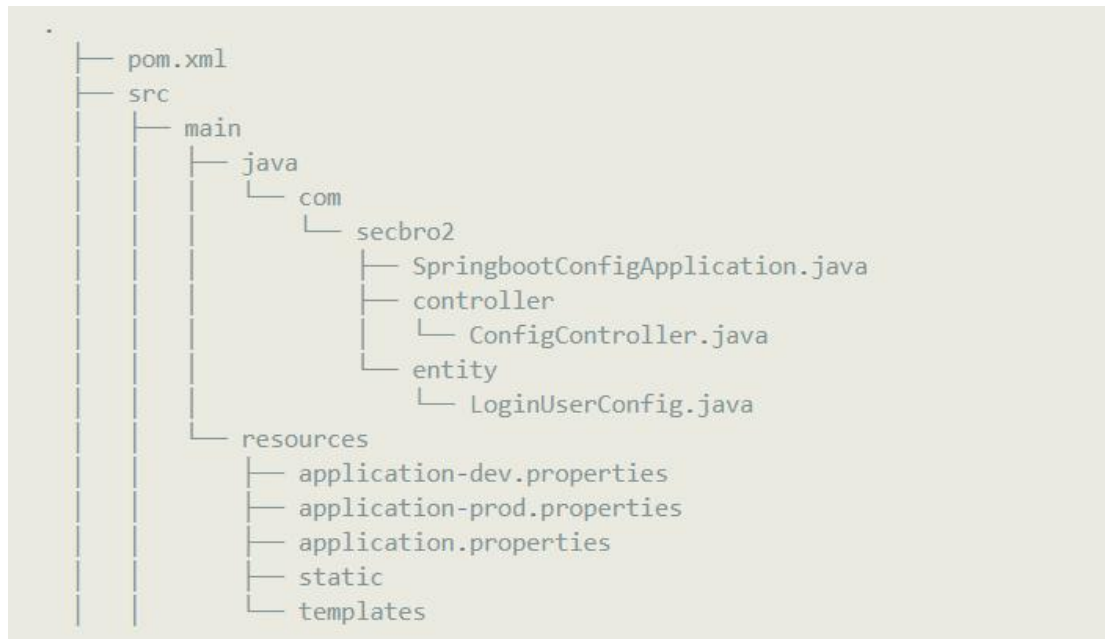 .
├── pom.xml
├── src
│   ├── main
│   │   ├── java
│   │   │   └── com
│   │   │       └── secbro2
│   │   │           ├── SpringbootConfigApplication.java
│   │   │           ├── controller
│   │   │           │   └── ConfigController.java
│   │   │           └── entity
│   │   │               └── LoginUserConfig.java
│   │   └── resources
│   │       ├── application-dev.properties
│   │       ├── application-prod.properties
│   │       ├── application.properties
│   │       ├── static
│   │       └── templates